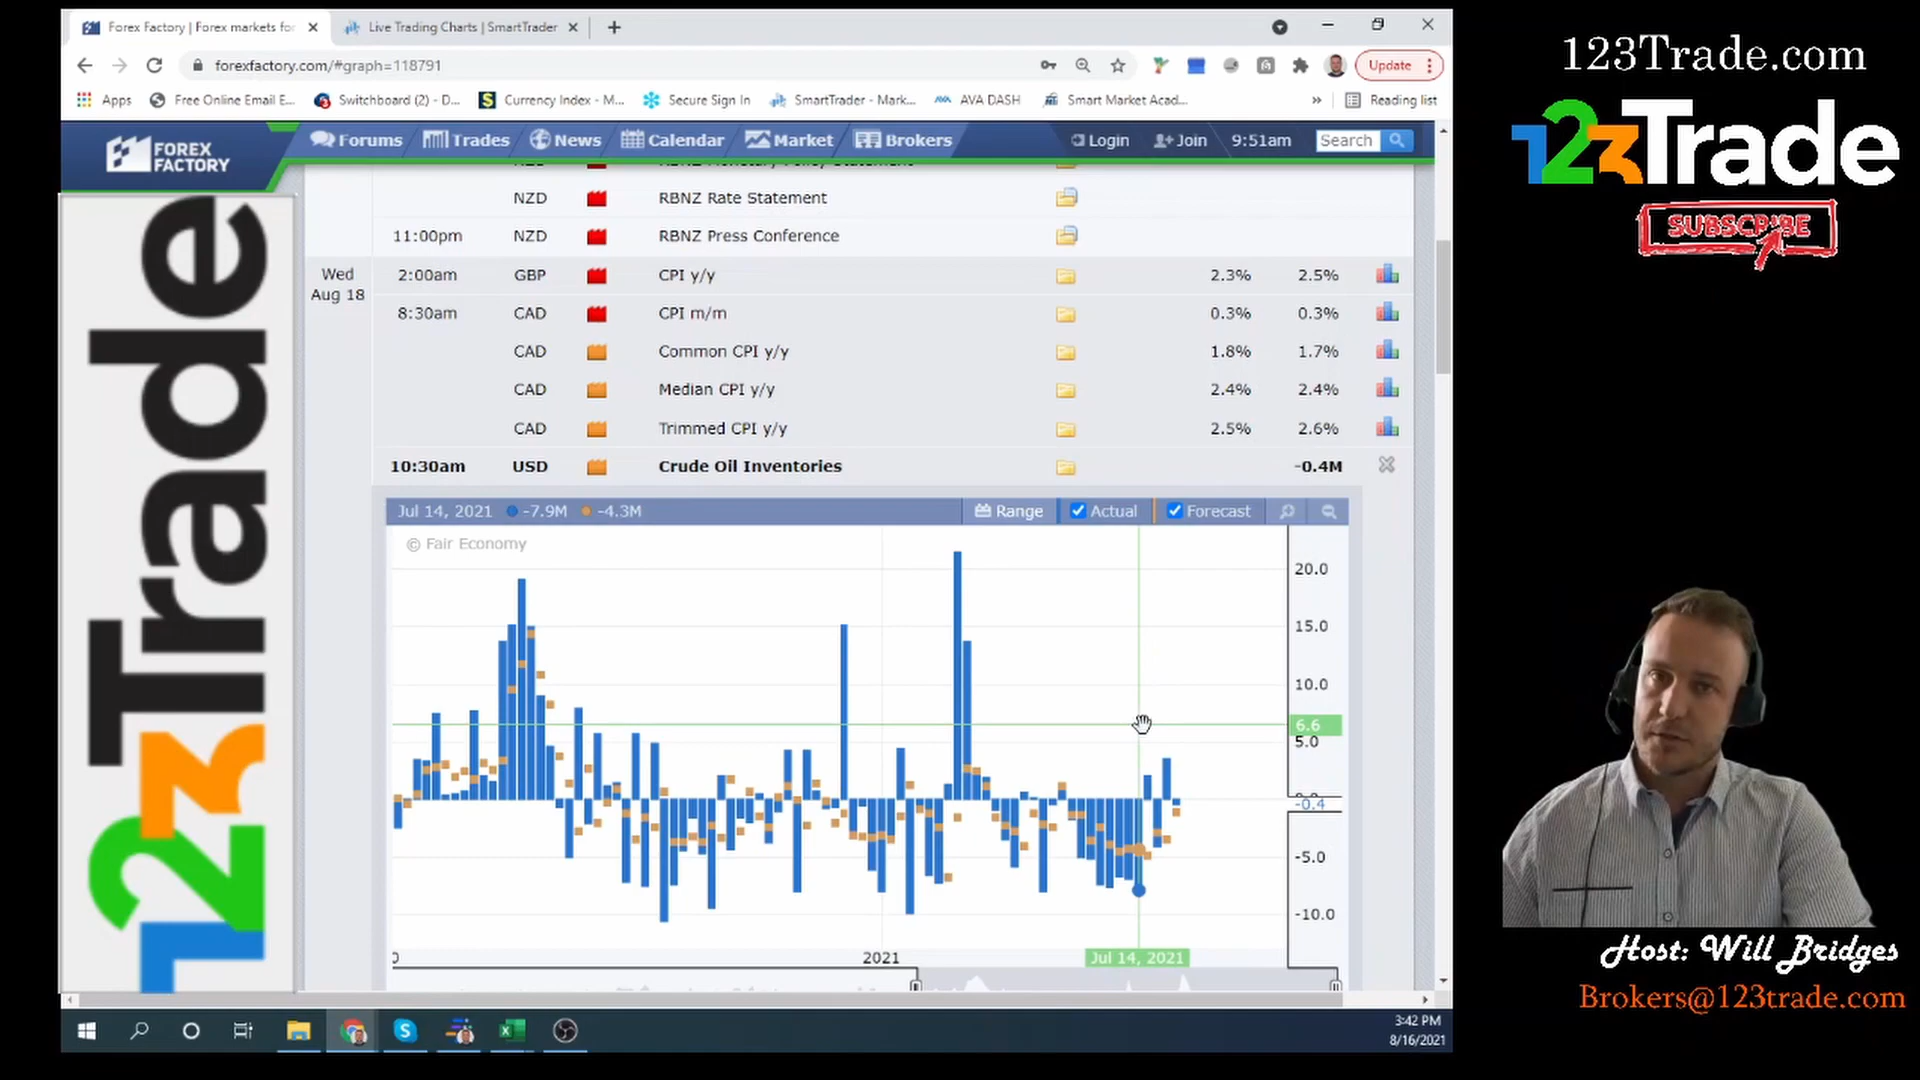 Forex Factory | Forex markets for
Live Trading Charts | SmartTrader
forexfactory.com/#graph=118791
Update
Apps
Free Online Email E...
Switchboard (2) - D...
Currency Index - M...
Secure Sign In
SmartTrader - Mark...
AVA DASH
Smart Market Acad...
»
Reading list
FOREX FACTORY
Forums
Trades
News
Calendar
Market
Brokers
Login
Join
9:51am
Search
NZD RBNZ Rate Statement
11:00pm NZD RBNZ Press Conference
Wed Aug 18
2:00am GBP CPI y/y 2.3% 2.5%
8:30am CAD CPI m/m 0.3% 0.3%
CAD Common CPI y/y 1.8% 1.7%
CAD Median CPI y/y 2.4% 2.4%
CAD Trimmed CPI y/y 2.5% 2.6%
10:30am USD Crude Oil Inventories -0.4M
Jul 14, 2021 -7.9M -4.3M
Range
Actual
Forecast
© Fair Economy
20.0
15.0
10.0
6.6
5.0
-0.4
-5.0
-10.0
2021
Jul 14, 2021
3:42 PM
8/16/2021
123Trade
123Trade.com
123Trade
SUBSCRIBE
Host: Will Bridges
Brokers@123trade.com